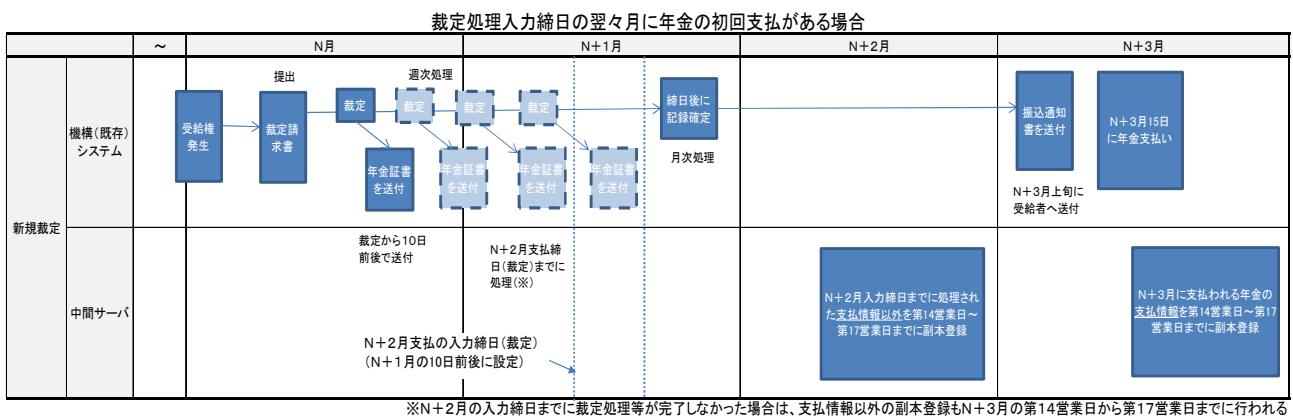 裁定処理入力締日の翌々月に年金の初回支払がある場合
～
N月
N+1月
N+2月
N+3月
新規裁定
機構(既存)
システム
受給権
発生
提出
裁定請
求書
裁定
週次処理
裁定
裁定
裁定
年金証書
を送付
年金証書
を送付
年金証書
を送付
年金証書
を送付
締日後に
記録確定
月次処理
振込通知
書を送付
N+3月15日
に年金支払い
N+3月上旬に
受給者へ送付
裁定から10日
前後で送付
中間サーバ
N+2月支払締
日(裁定)までに
処理(※)
N+2月支払の入力締日(裁定)
(N+1月の10日前後に設定)
N+2月入力締日までに処理され
た支払情報以外を第14営業日～
第17営業日までに副本登録
N+3月に支払われる年金の
支払情報を第14営業日～第17
営業日までに副本登録
※N+2月の入力締日までに裁定処理等が完了しなかった場合は、支払情報以外の副本登録もN+3月の第14営業日から第17営業日までに行われる